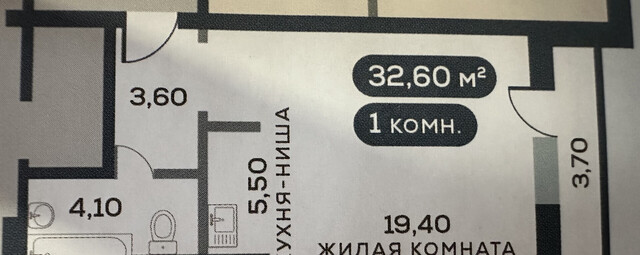 32,60 м²
1 комн.
3,60
4,10
5,50
КУХНЯ-НИША
19,40
ЖИЛАЯ КОМНАТА
3,70